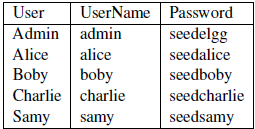 User UserName Password
Admin admin seedelgg
Alice alice seedalice
Boby boby seedboby
Charlie charlie seedcharlie
Samy samy seedsamy